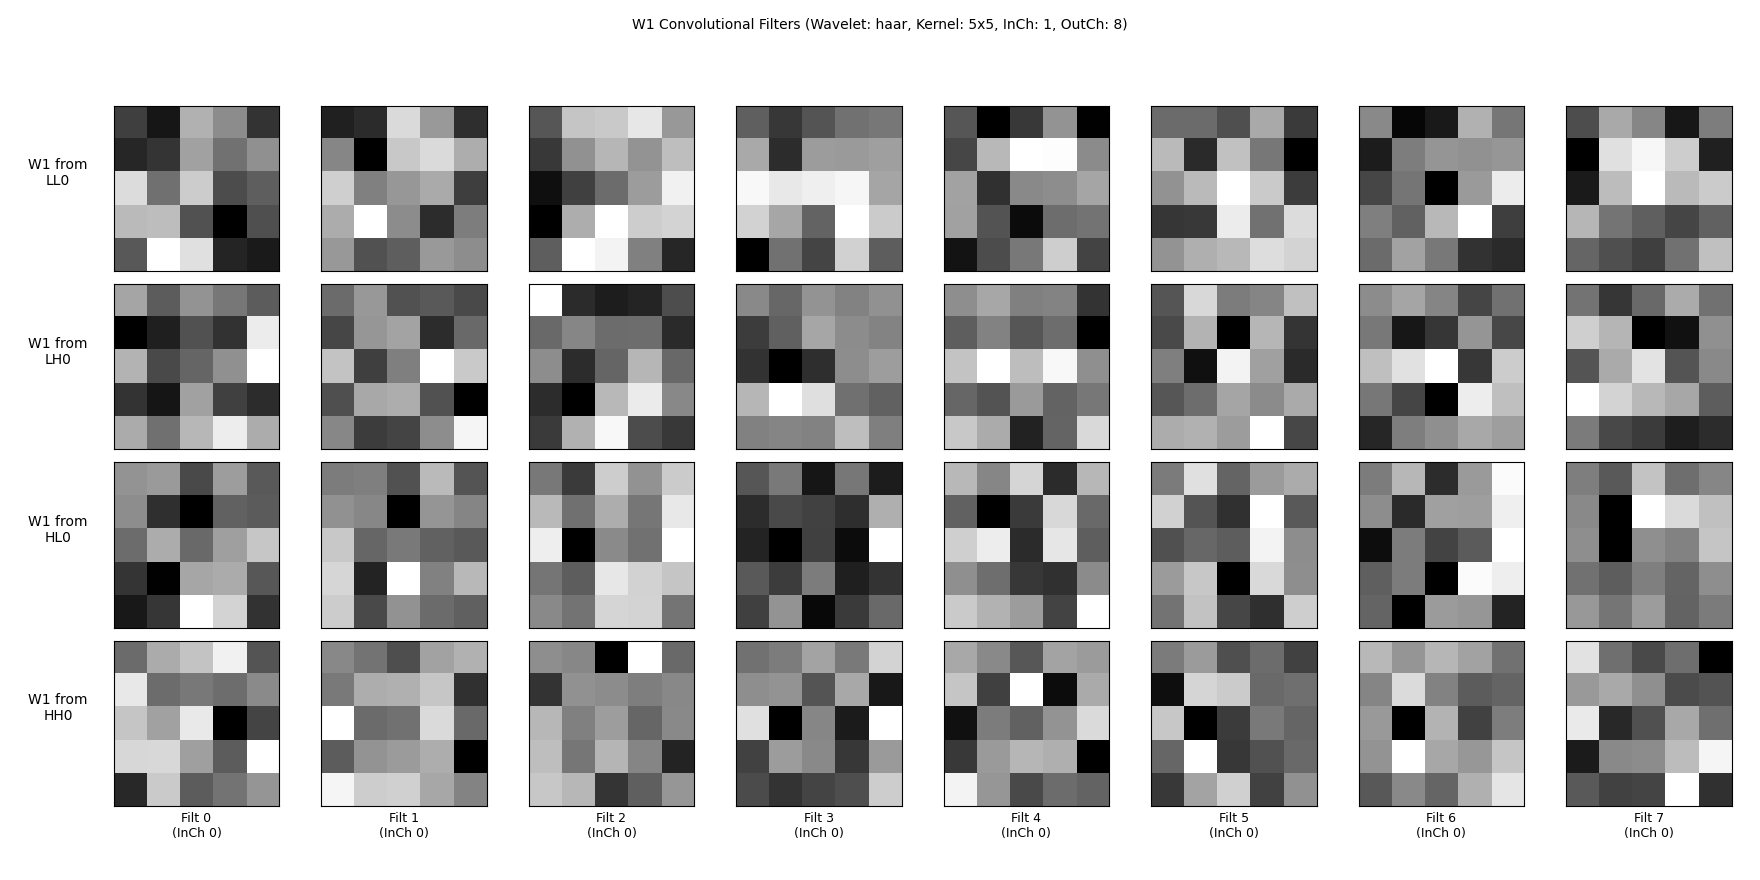 W1 Convolutional Filters (Wavelet: haar, Kernel: 5x5, InCh: 1, OutCh: 8)
W1 from
LL0
W1 from
LH0
W1 from
HL0
W1 from
HH0
Filt 0
(InCh 0)
Filt 1
(InCh 0)
Filt 2
(InCh 0)
Filt 3
(InCh 0)
Filt 4
(InCh 0)
Filt 5
(InCh 0)
Filt 6
(InCh 0)
Filt 7
(InCh 0)